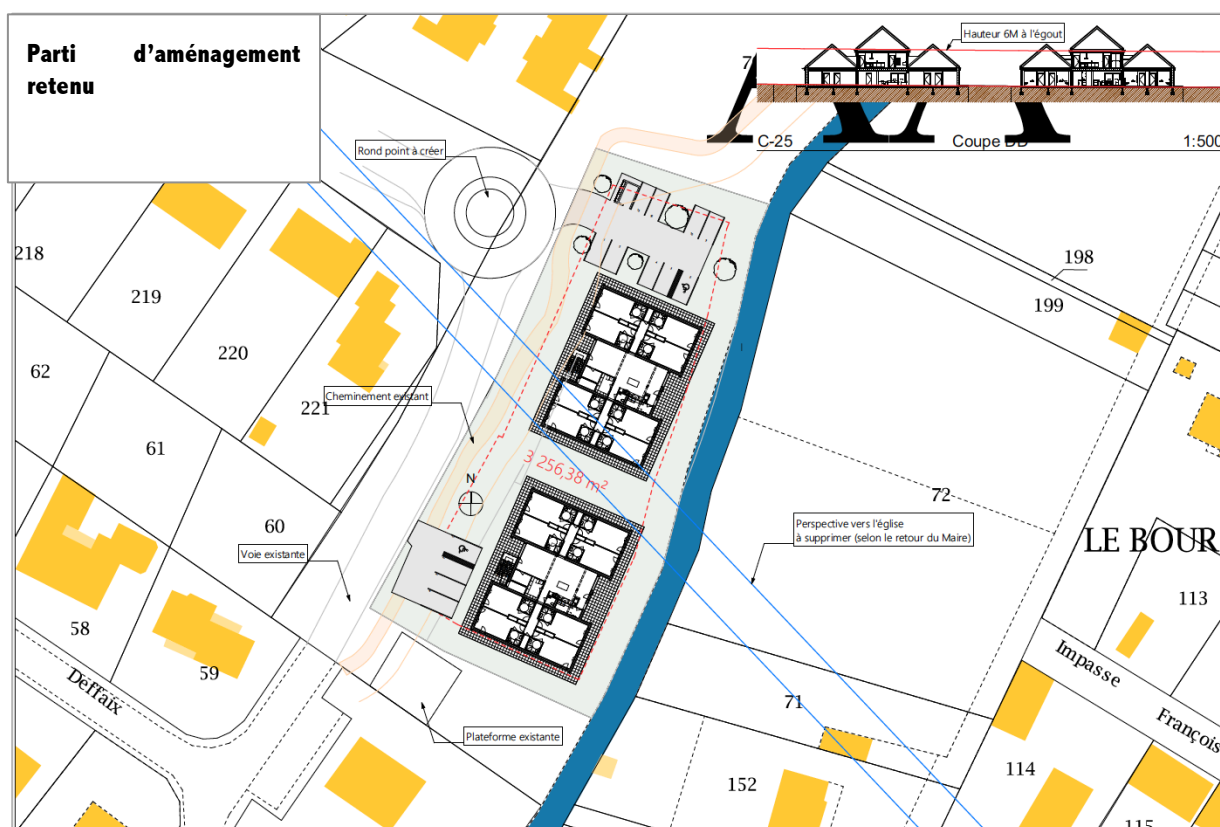 Parti d'aménagement
retenu
Hauteur 6M à l'égout
C-25
Coupe DD
1:500
Rond point à créer
218
219
220
221
198
199
62
61
60
Cheminement existant
3 256,38 m²
N
72
Perspective vers l'église
à supprimer (selon le retour du Maire)
LE BOUR
Voie existante
113
58
59
Deffaix
Impasse
François
71
Plateforme existante
152
114
115